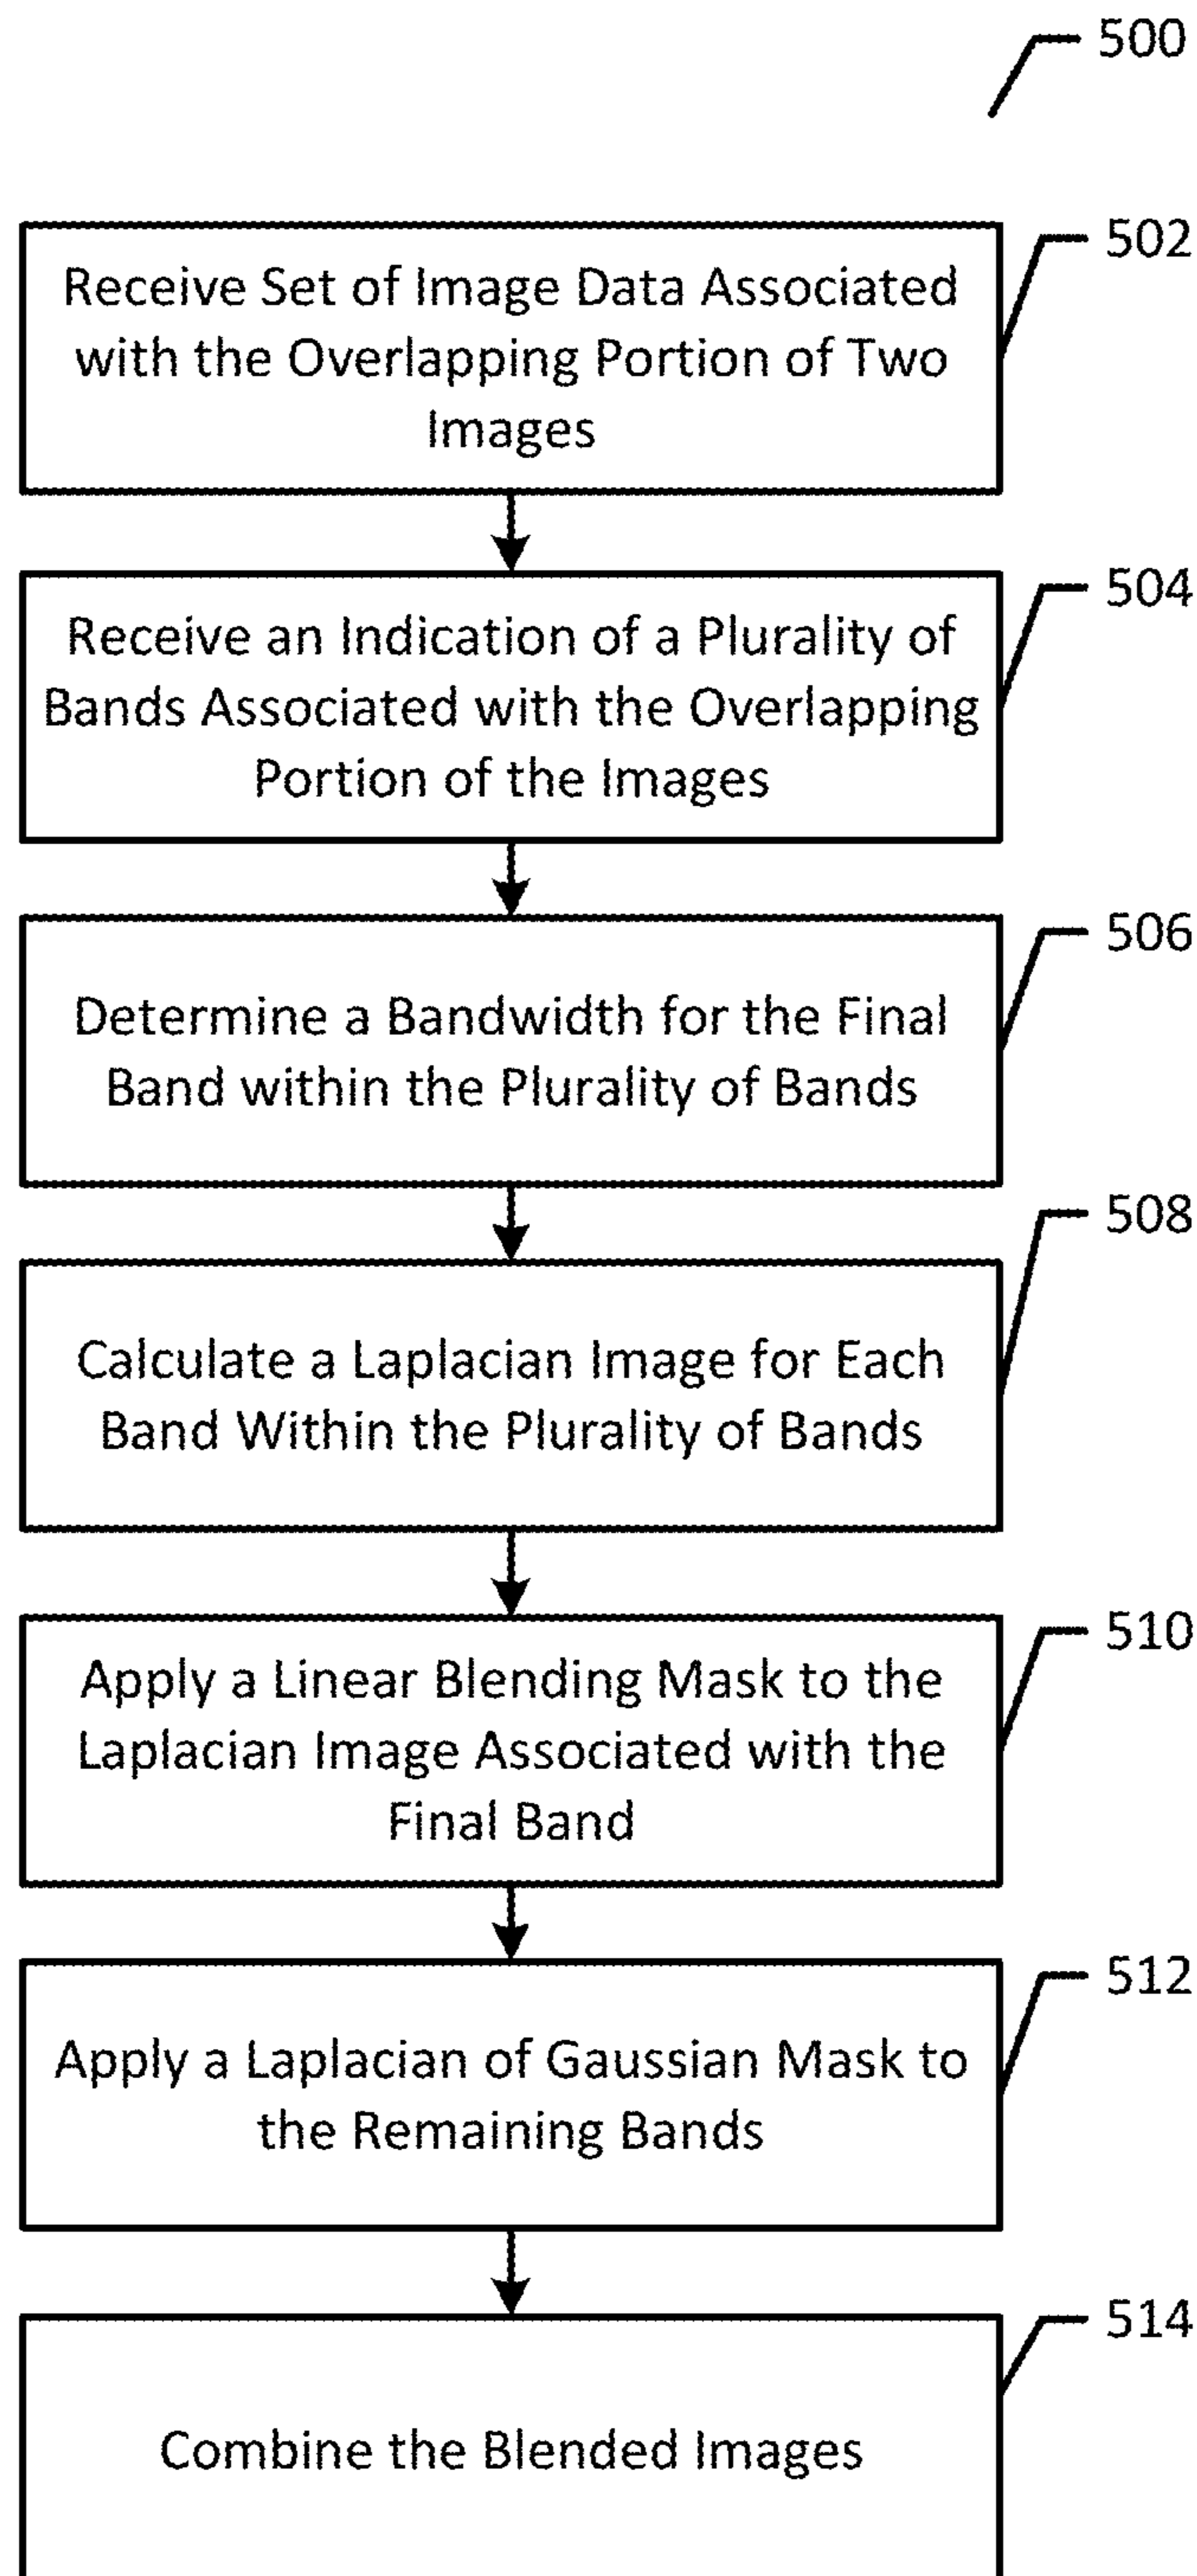 500
502
Receive Set of Image Data Associated
with the Overlapping Portion of Two
Images
504
Receive an Indication of a Plurality of
Bands Associated with the Overlapping
Portion of the Images
506
Determine a Bandwidth for the Final
Band within the Plurality of Bands
508
Calculate a Laplacian Image for Each
Band Within the Plurality of Bands
510
Apply a Linear Blending Mask to the
Laplacian Image Associated with the
Final Band
512
Apply a Laplacian of Gaussian Mask to
the Remaining Bands
514
Combine the Blended Images